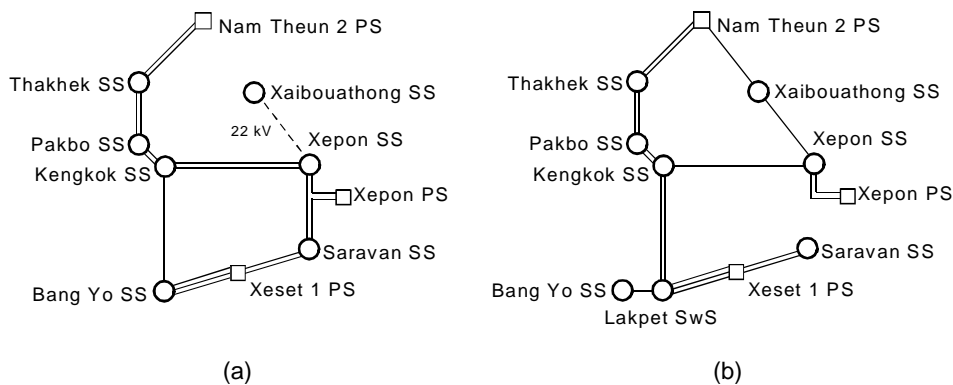 Nam Theun 2 PS
Thakhek SS
Xaibouathong SS
22 kV
Pakbo SS
Xepon SS
Kengkok SS
Xepon PS
Saravan SS
Bang Yo SS
Xeset 1 PS
(a)
Nam Theun 2 PS
Thakhek SS
Xaibouathong SS
Pakbo SS
Xepon SS
Kengkok SS
Xepon PS
Saravan SS
Bang Yo SS
Xeset 1 PS
Lakpet SwS
(b)